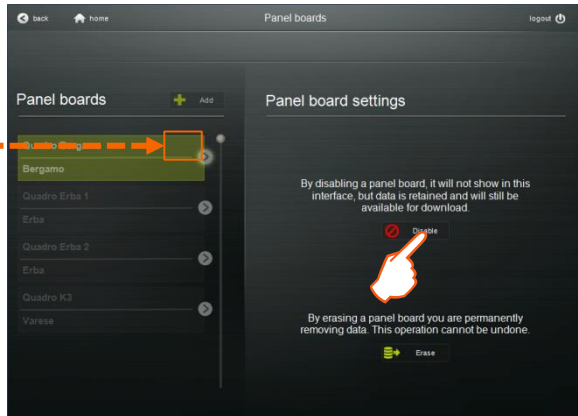 back
home
Panel boards
logout
Panel boards
Add
Panel board settings
Quadro Bergamo
Bergamo
Quadro Erba 1
Erba
Quadro Erba 2
Erba
Quadro K3
Varese
By disabling a panel board, it will not show in this
interface, but data is retained and will still be
available for download.
Disable
By erasing a panel board you are permanently
removing data. This operation cannot be undone.
Erase